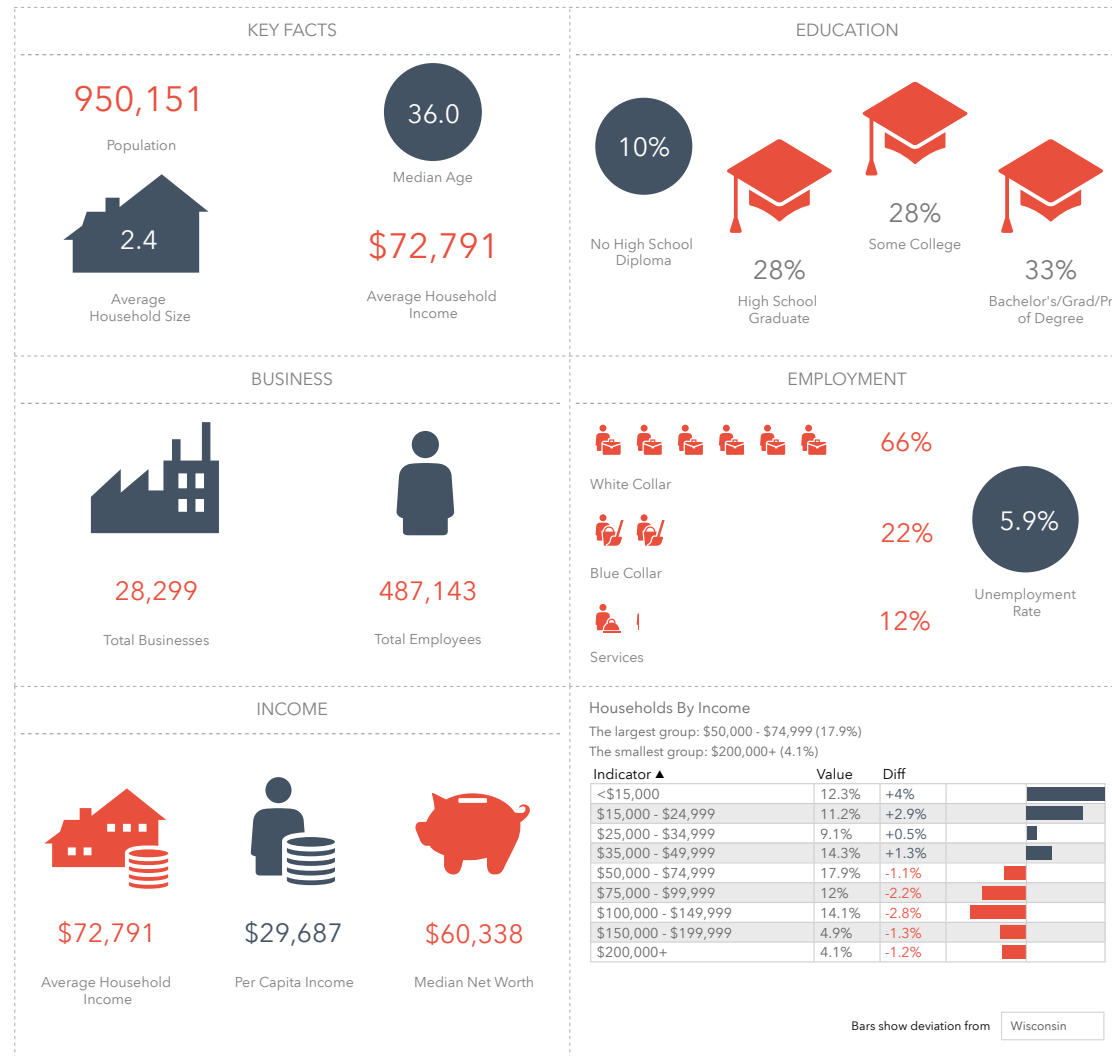 KEY FACTS
950,151
Population
36.0
Median Age
2.4
Average
Household Size
$72,791
Average Household
Income
EDUCATION
10%
No High School
Diploma
28%
High School
Graduate
28%
Some College
33%
Bachelor's/Grad/Pr
of Degree
BUSINESS
28,299
Total Businesses
487,143
Total Employees
EMPLOYMENT
66%
White Collar
22%
Blue Collar
12%
Services
5.9%
Unemployment
Rate
INCOME
$72,791
Average Household
Income
$29,687
Per Capita Income
$60,338
Median Net Worth
Households By Income
The largest group: $50,000 - $74,999 (17.9%)
The smallest group: $200,000+ (4.1%)
Indicator ▲ Value Diff
<$15,000 12.3% +4%
$15,000 - $24,999 11.2% +2.9%
$25,000 - $34,999 9.1% +0.5%
$35,000 - $49,999 14.3% +1.3%
$50,000 - $74,999 17.9% -1.1%
$75,000 - $99,999 12% -2.2%
$100,000 - $149,999 14.1% -2.8%
$150,000 - $199,999 4.9% -1.3%
$200,000+ 4.1% -1.2%
Bars show deviation from Wisconsin